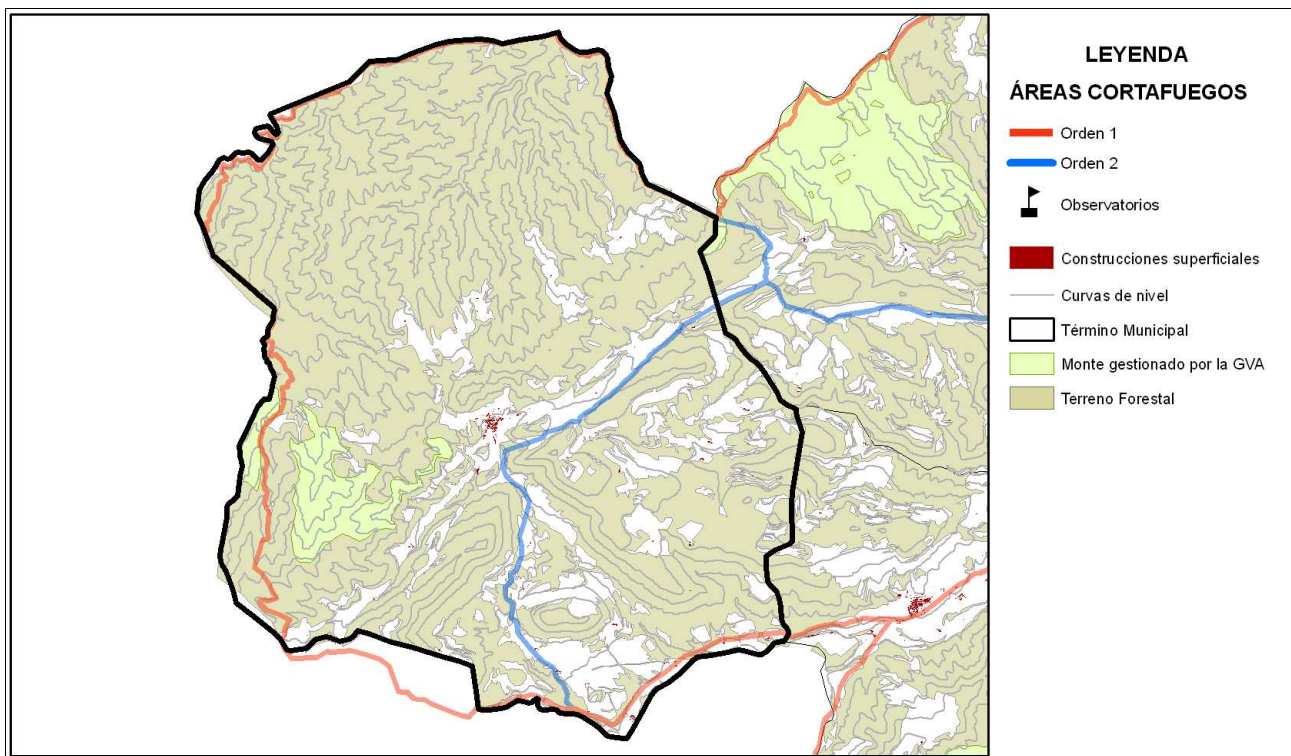 LEYENDA
ÁREAS CORTAFUEGOS
Orden 1
Orden 2
Observatorios
Construcciones superficiales
Curvas de nivel
Término Municipal
Monte gestionado por la GVA
Terreno Forestal